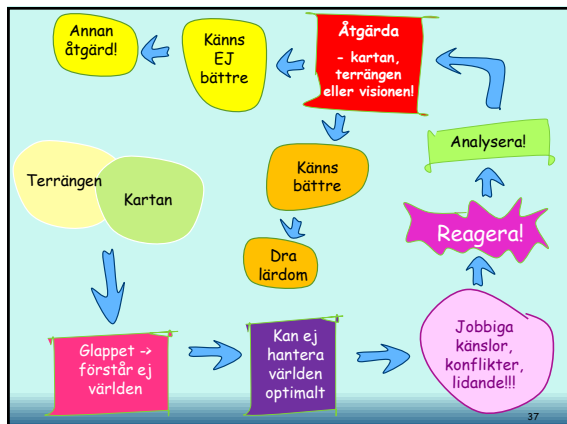 Annan
åtgärd!
Känns
EJ
bättre
Åtgärda
- kartan,
terrängen
eller visionen!
Analysera!
Terrängen
Kartan
Känns
bättre
Reagera!
Dra
lärdom
Glappet ->
förstår ej
världen
Kan ej
hantera
världen
optimalt
Jobbiga
känslor,
konflikter,
lidande!!!
37